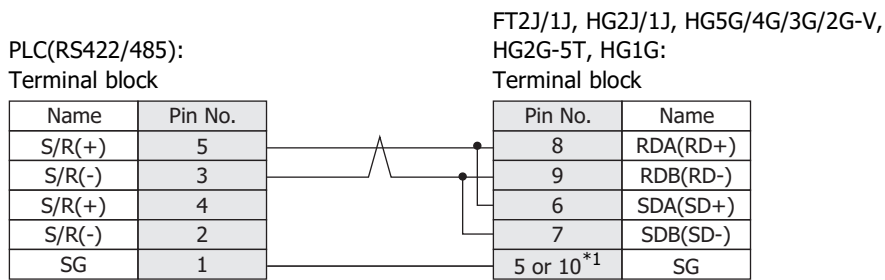 FT2J/1J, HG2J/1J, HG5G/4G/3G/2G-V,
PLC(RS422/485): HG2G-5T, HG1G:
Terminal block Terminal block
Name Pin No. Pin No. Name
S/R(+) 5 8 RDA(RD+)
S/R(-) 3 9 RDB(RD-)
S/R(+) 4 6 SDA(SD+)
S/R(-) 2 7 SDB(SD-)
SG 1 5 or 10*1 SG